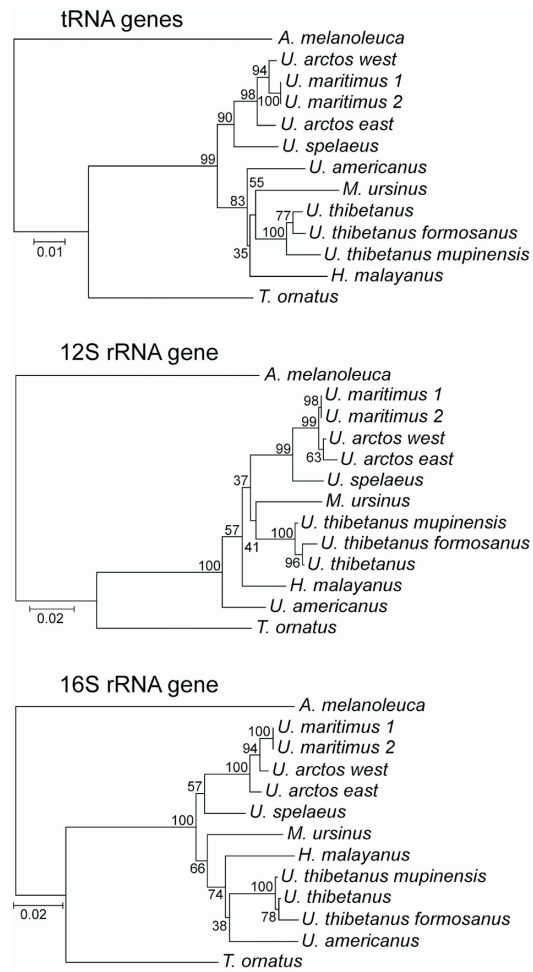 tRNA genes
A. melanoleuca
U. arctos west
94
U. maritimus 1
98
100
U. maritimus 2
90
U. arctos east
U. spelaeus
99
U. americanus
55
M. ursinus
83
77
U. thibetanus
100
U. thibetanus formosanus
0.01
35
U. thibetanus mupinensis
H. malayanus
T. ornatus
12S rRNA gene
A. melanoleuca
U. maritimus 1
98
U. maritimus 2
99
U. arctos west
99
63
U. arctos east
37
U. spelaeus
M. ursinus
U. thibetanus mupinensis
57
100
41
U. thibetanus formosanus
100
96
U. thibetanus
H. malayanus
0.02
U. americanus
T. ornatus
16S rRNA gene
A. melanoleuca
U. maritimus 1
100
94
U. maritimus 2
100
U. arctos west
57
U. arctos east
U. spelaeus
100
M. ursinus
66
H. malayanus
U. thibetanus mupinensis
74
100
U. thibetanus
0.02
78
U. thibetanus formosanus
38
U. americanus
T. ornatus